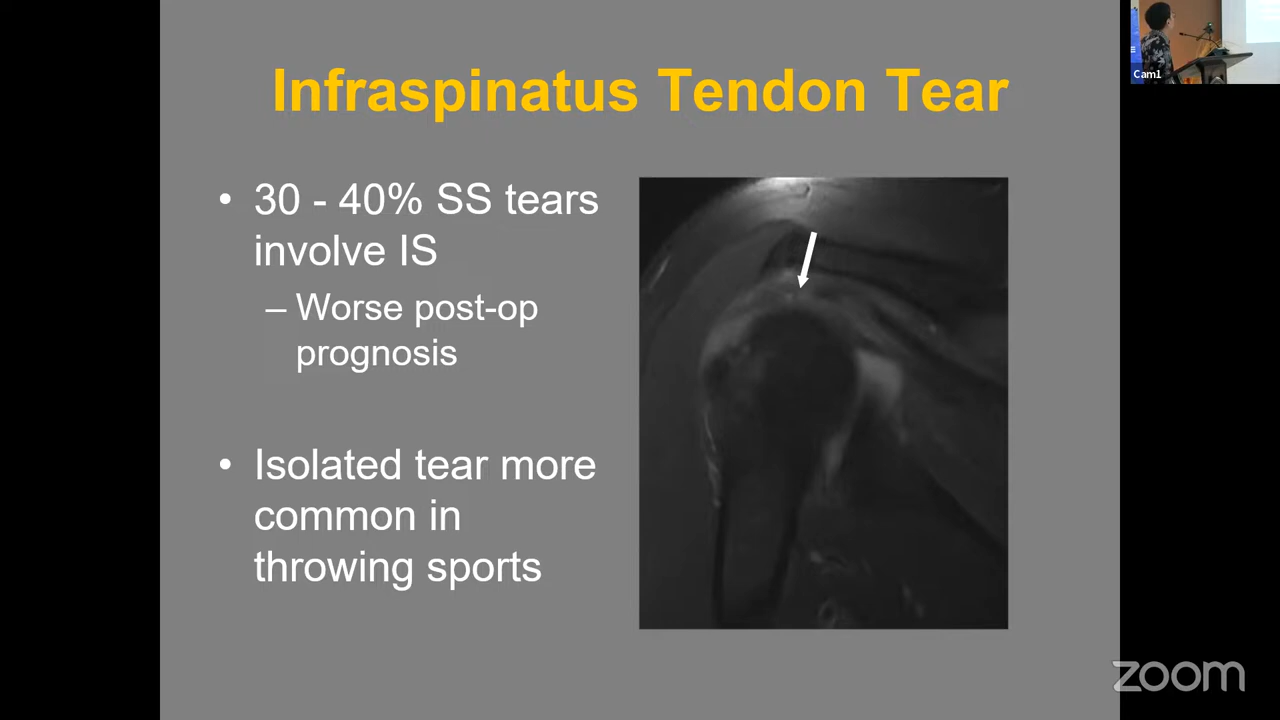 Infraspinatus Tendon Tear
• 30 - 40% SS tears
involve IS
– Worse post-op
prognosis
• Isolated tear more
common in
throwing sports
Cam1
zoom